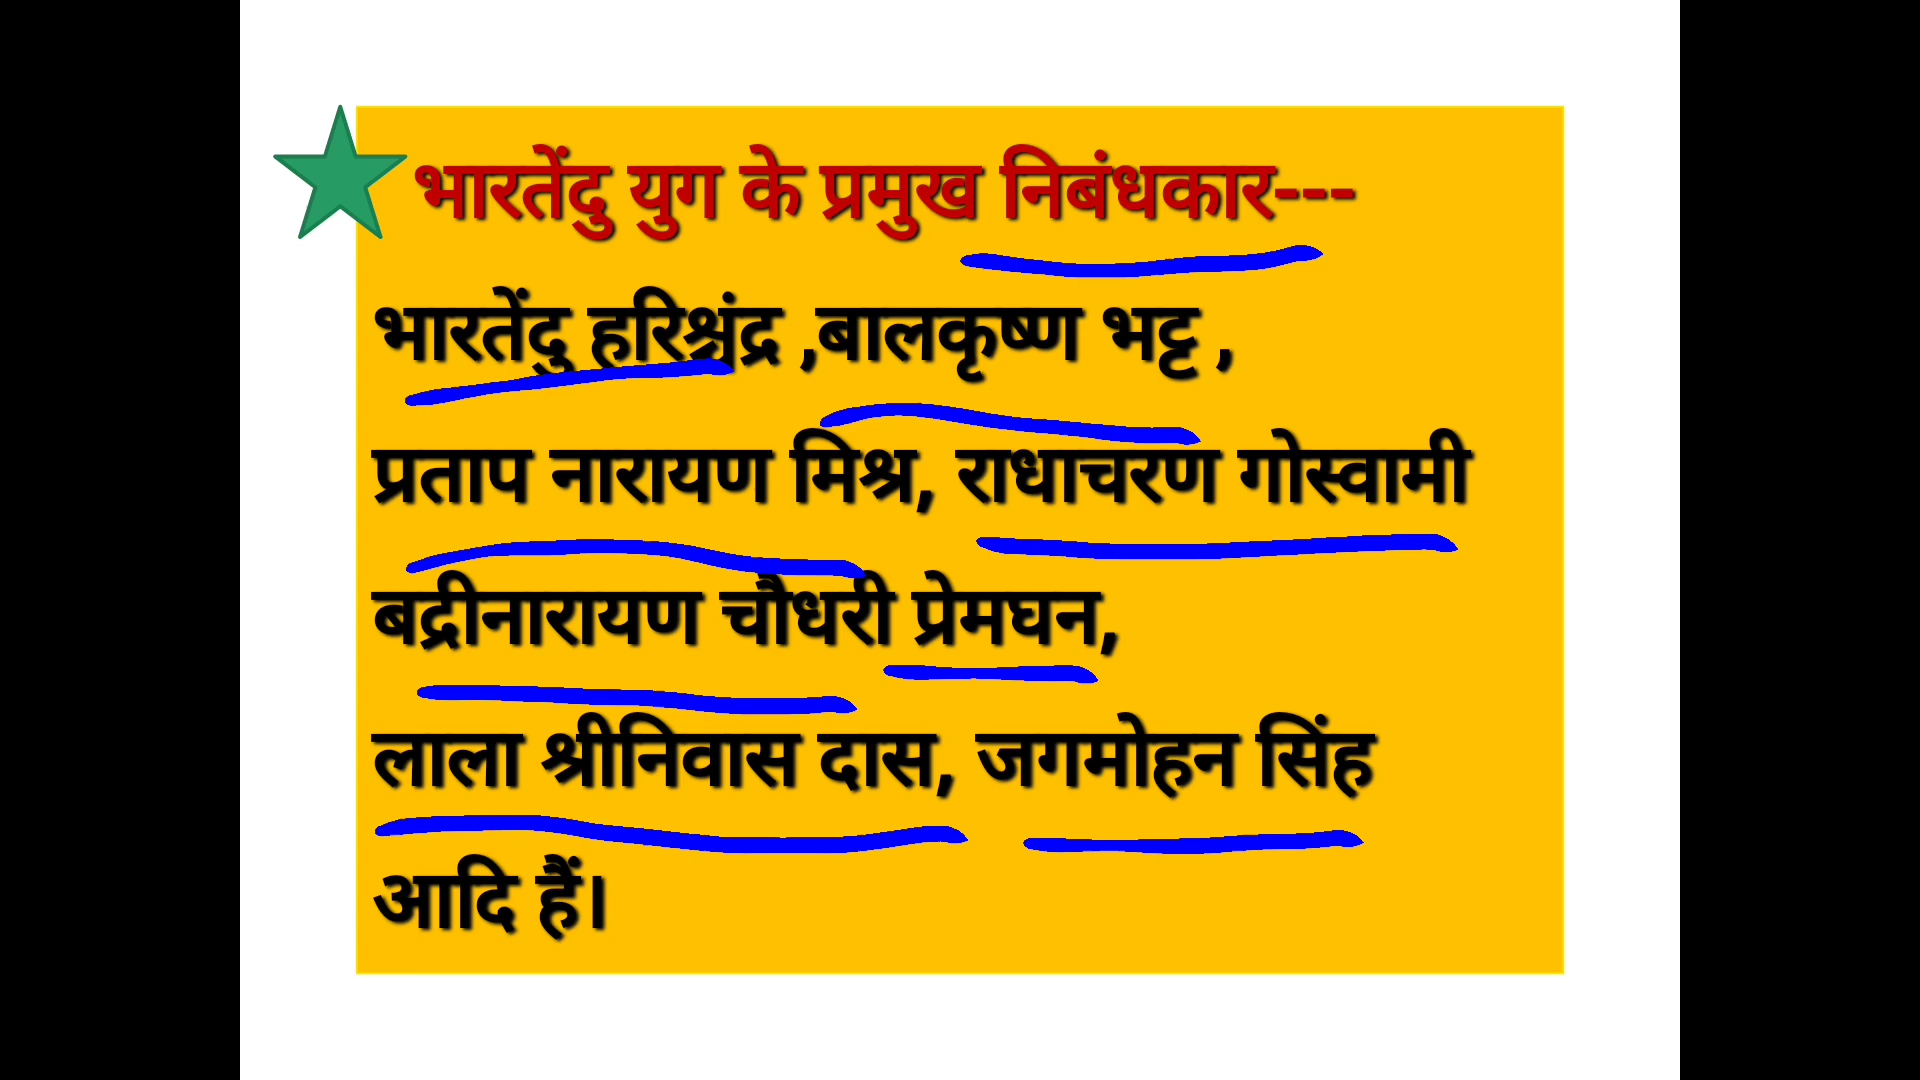 भारतेंदु युग के प्रमुख निबंधकार---
भारतेंदु हरिश्चंद्र ,बालकृष्ण भट्ट ,
प्रताप नारायण मिश्र, राधाचरण गोस्वामी
बद्रीनारायण चौधरी प्रेमघन,
लाला श्रीनिवास दास, जगमोहन सिंह
आदि हैं।